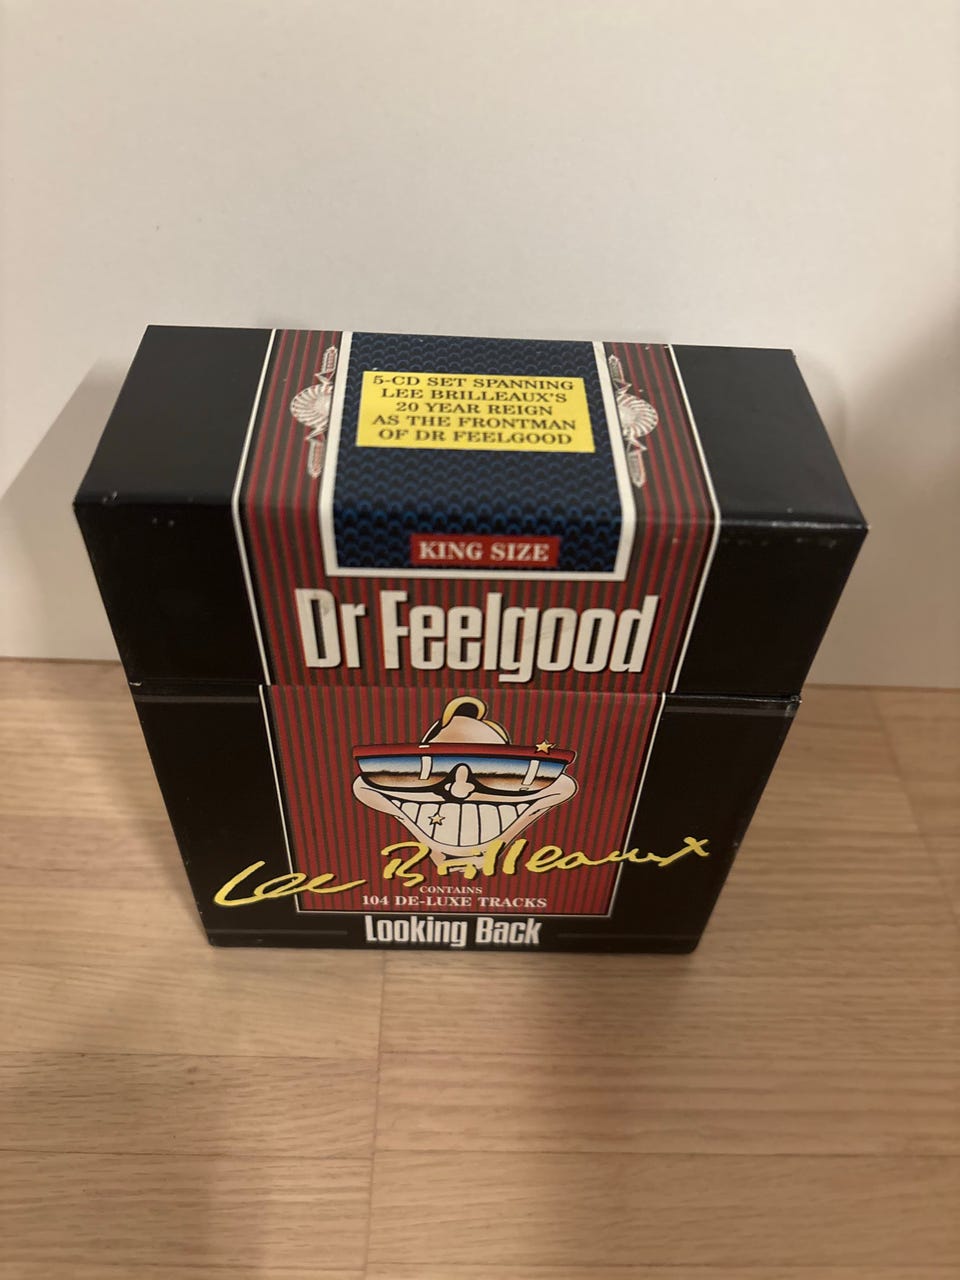 5-CD SET SPANNING
LEE BRILLEAUX'S
20 YEAR REIGN
AS THE FRONTMAN
OF DR FEELGOOD
KING SIZE
Dr Feelgood
Lee Brilleaux
CONTAINS
104 DE-LUXE TRACKS
Looking Back